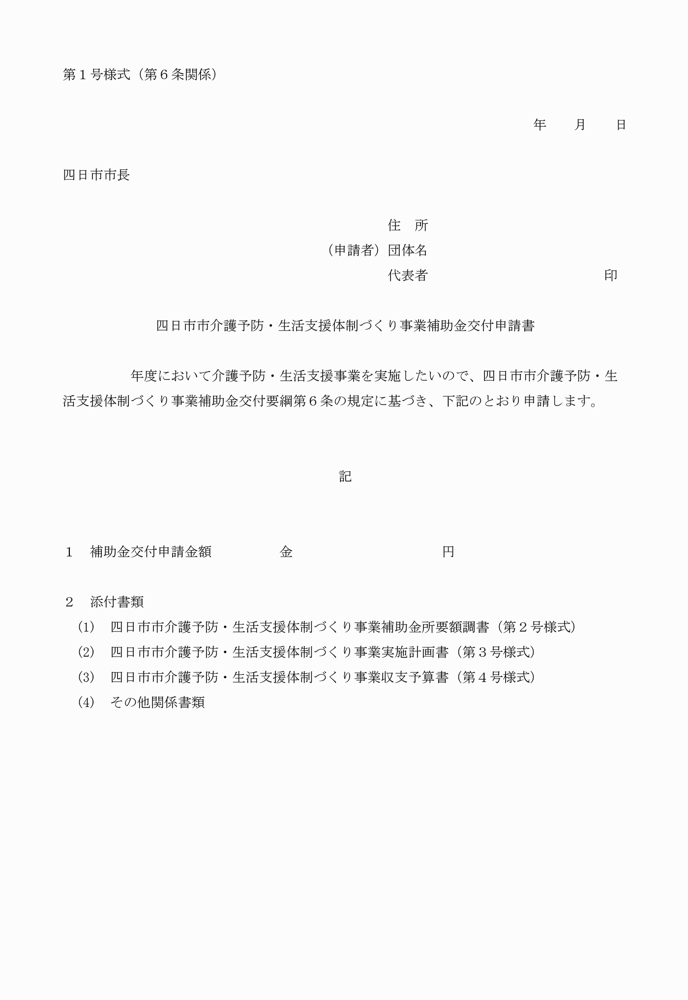 第１号様式（第６条関係）
年　　月　　日
四日市市長
住　所
（申請者）団体名
代表者　　　　　　　　　　　　　印
四日市市介護予防・生活支援体制づくり事業補助金交付申請書
年度において介護予防・生活支援事業を実施したいので、四日市市介護予防・生
活支援体制づくり事業補助金交付要綱第６条の規定に基づき、下記のとおり申請します。
記
１　補助金交付申請金額　　　　　金　　　　　　　　　　　円
２　添付書類
(1)　四日市市介護予防・生活支援体制づくり事業補助金所要額調書（第２号様式）
(2)　四日市市介護予防・生活支援体制づくり事業実施計画書（第３号様式）
(3)　四日市市介護予防・生活支援体制づくり事業収支予算書（第４号様式）
(4)　その他関係書類